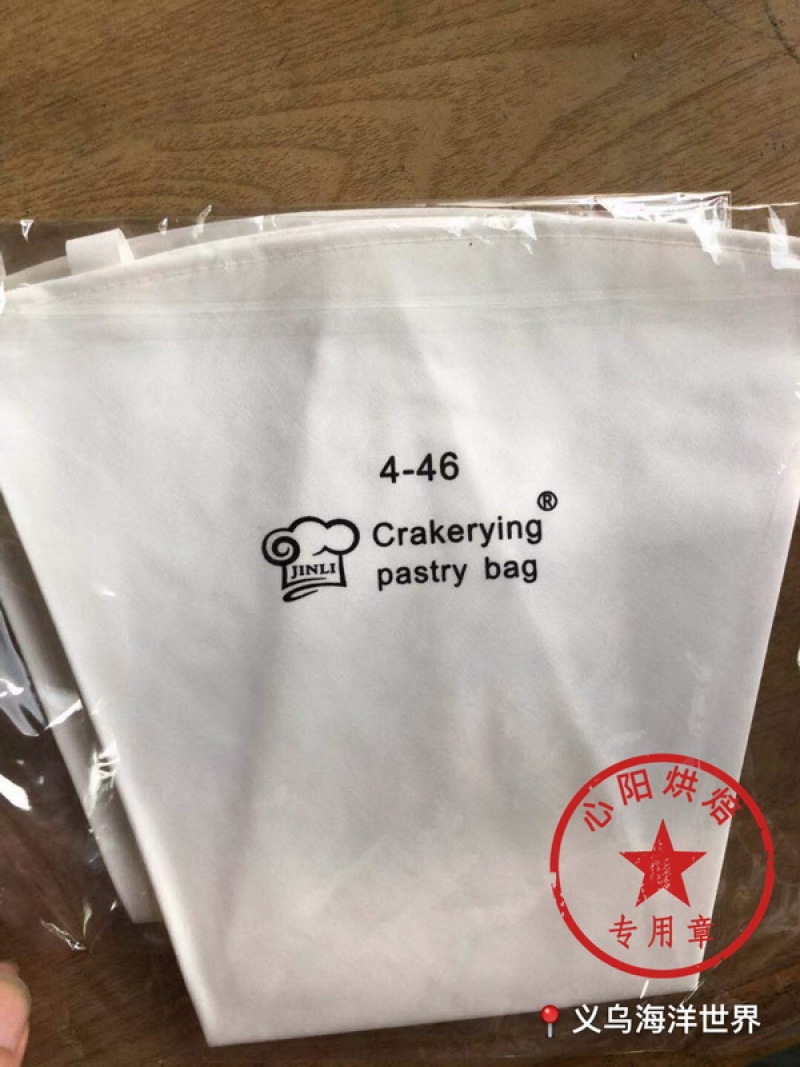 4-46
JINLI
Crakerying®
pastry bag
心阳烘焙
专用章
义乌海洋世界